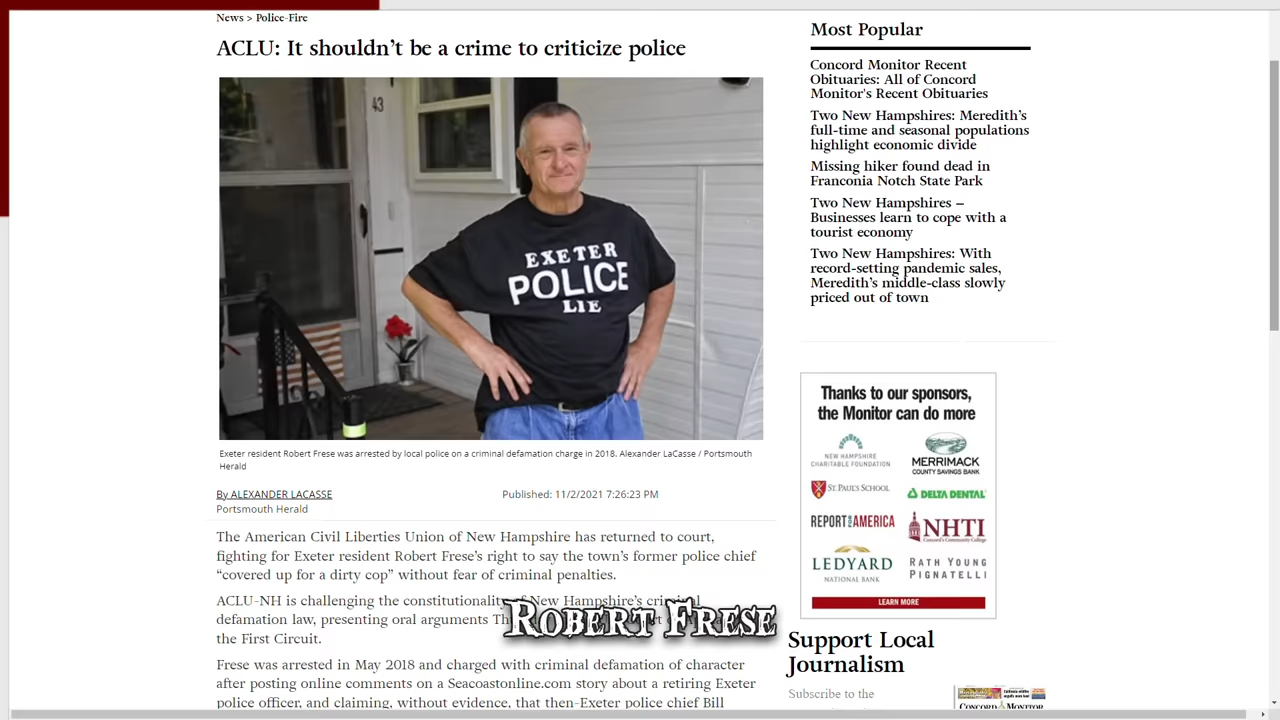 News > Police-Fire
ACLU: It shouldn't be a crime to criticize police
43
EXETER
POLICE
LIE
Exeter resident Robert Frese was arrested by local police on a criminal defamation charge in 2018. Alexander LaCasse / Portsmouth
Herald
By ALEXANDER LACASSE
Portsmouth Herald
Published: 11/2/2021 7:26:23 PM
The American Civil Liberties Union of New Hampshire has returned to court,
fighting for Exeter resident Robert Frese's right to say the town's former police chief
“covered up for a dirty cop” without fear of criminal penalties.
ACLU-NH is challenging the constitutionality of New Hampshire's criminal
defamation law, presenting oral arguments
the First Circuit.
ROBERT FRESE
Frese was arrested in May 2018 and charged with criminal defamation of character
after posting online comments on a Seacoastonline.com story about a retiring Exeter
police officer, and claiming, without evidence, that then-Exeter police chief Bill
Most Popular
Concord Monitor Recent
Obituaries: All of Concord
Monitor's Recent Obituaries
Two New Hampshires: Meredith's
full-time and seasonal populations
highlight economic divide
Missing hiker found dead in
Franconia Notch State Park
Two New Hampshires –
Businesses learn to cope with a
tourist economy
Two New Hampshires: With
record-setting pandemic sales,
Meredith's middle-class slowly
priced out of town
Thanks to our sponsors,
the Monitor can do more
NEW HAMPSHIRE
CHARITABLE FOUNDATION
MERRIMACK
COUNTY SAVINGS BANK
ST. PAUL'S SCHOOL
DELTA DENTAL
REPORT FOR AMERICA
NHTI
Concord's Community College
LEDYARD
NATIONAL BANK
RATH YOUNG
PIGNATELLI
LEARN MORE
Support Local
Journalism
Subscribe to the
CONCORD MONITOR